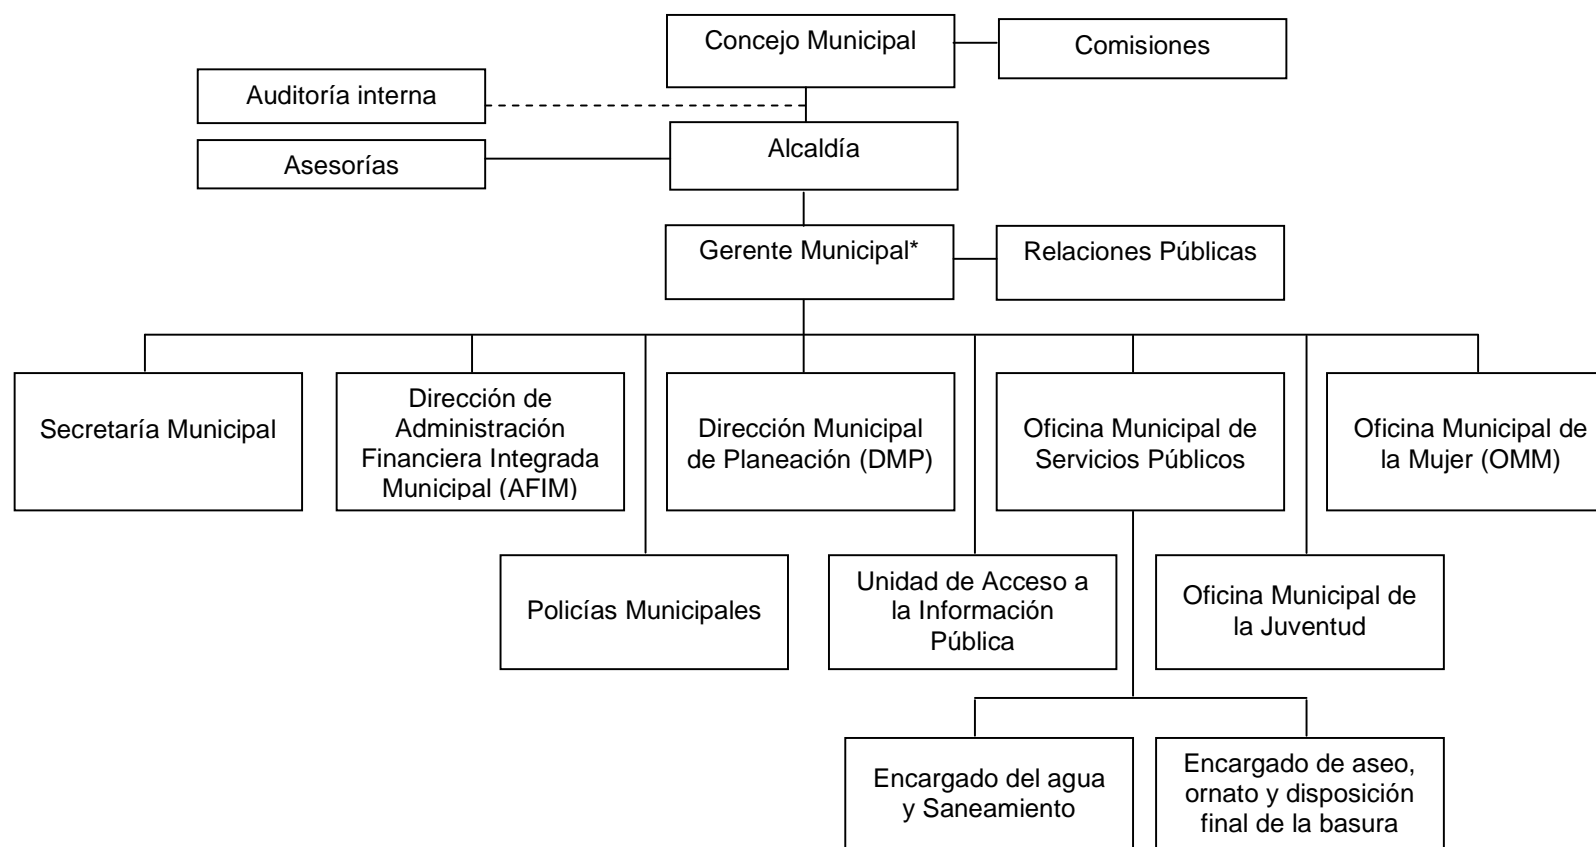 Concejo Municipal
Comisiones
Auditoría interna
Alcaldía
Asesorías
Gerente Municipal*
Relaciones Públicas
Secretaría Municipal
Dirección de
Administración
Financiera Integrada
Municipal (AFIM)
Dirección Municipal
de Planeación (DMP)
Oficina Municipal de
Servicios Públicos
Oficina Municipal de
la Mujer (OMM)
Policías Municipales
Unidad de Acceso a
la Información
Pública
Oficina Municipal de
la Juventud
Encargado del agua
y Saneamiento
Encargado de aseo,
ornato y disposición
final de la basura